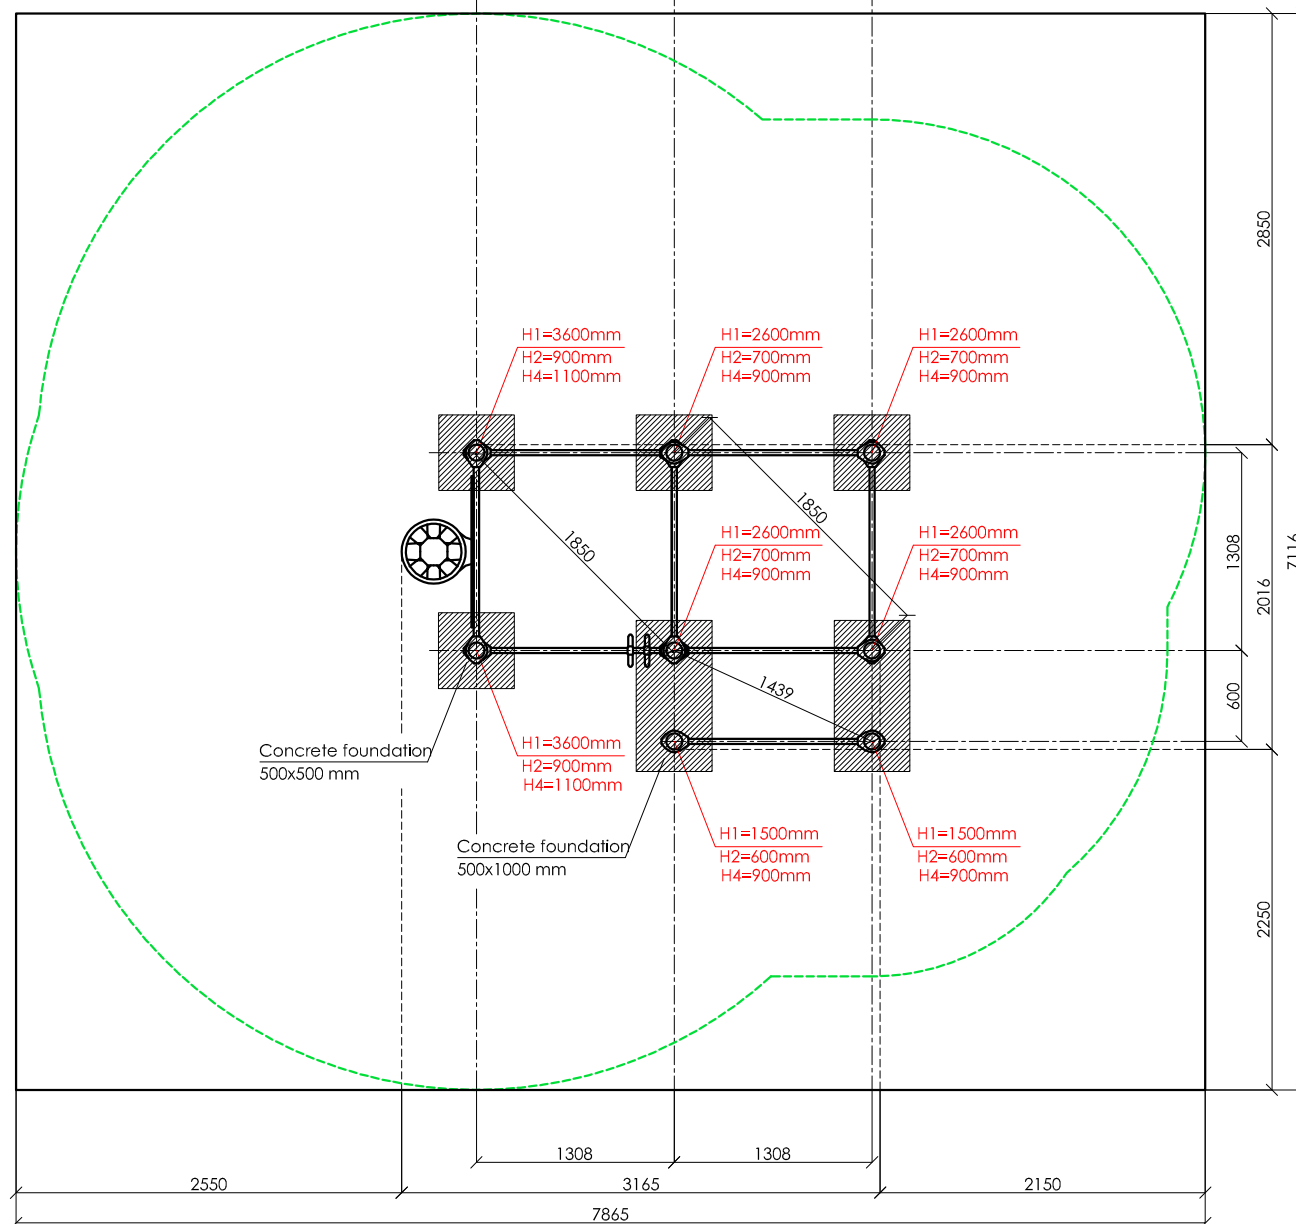 2850
H1=3600mm
H2=900mm
H4=1100mm
H1=2600mm
H2=700mm
H4=900mm
H1=2600mm
H2=700mm
H4=900mm
1850
1850
H1=2600mm
H2=700mm
H4=900mm
H1=2600mm
H2=700mm
H4=900mm
1308
2016
7116
1439
600
Concrete foundation
500x500 mm
H1=3600mm
H2=900mm
H4=1100mm
Concrete foundation
500x1000 mm
H1=1500mm
H2=600mm
H4=900mm
H1=1500mm
H2=600mm
H4=900mm
2250
1308
1308
2550
3165
2150
7865